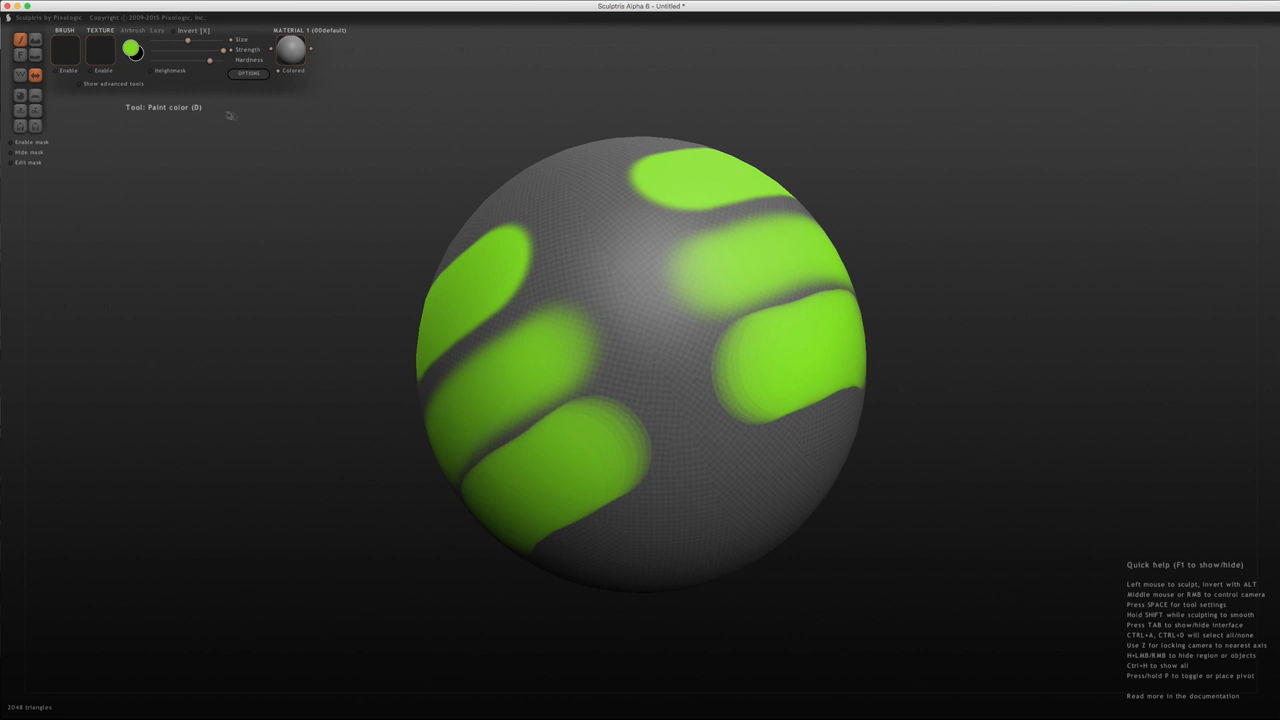 Sculptris Alpha 6 - Untitled *
Sculptris by Pixologic Copyright (C)2009-2015 Pixologic, Inc.
BRUSH TEXTURE Airbrush Lazy Invert [X] MATERIAL 1 (00default)
Size
Strength
Hardness
Enable Enable Heightmask OPTIONS Colored
Show advanced tools
Tool: Paint color (D)
F
W
Enable mask
Hide mask
Edit mask
Quick help (F1 to show/hide)
Left mouse to sculpt, invert with ALT
Middle mouse or RMB to control camera
Press SPACE for tool settings
Hold SHIFT while sculpting to smooth
Press TAB to show/hide interface
CTRL+A, CTRL+D will select all/none
Use Z for locking camera to nearest axis
H+LMB/RMB to hide region or objects
Ctrl+H to show all
Press/hold P to toggle or place pivot
Read more in the documentation
2048 triangles